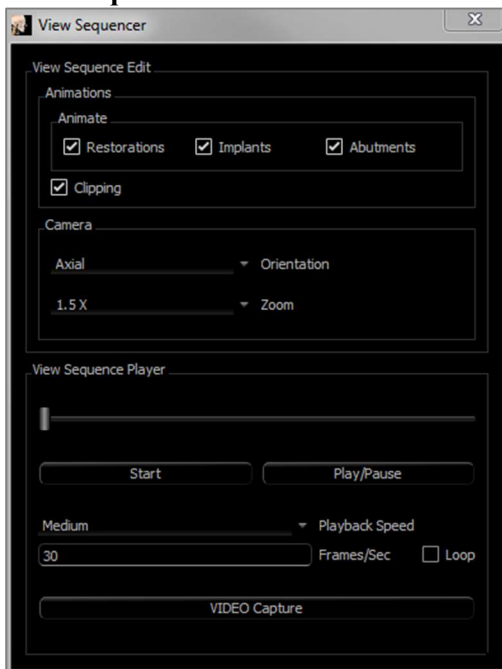 View Sequencer
View Sequence Edit
Animations
Animate
Restorations Implants Abutments
Clipping
Camera
Axial Orientation
1.5 X Zoom
View Sequence Player
Start Play/Pause
Medium Playback Speed
30 Frames/Sec Loop
VIDEO Capture